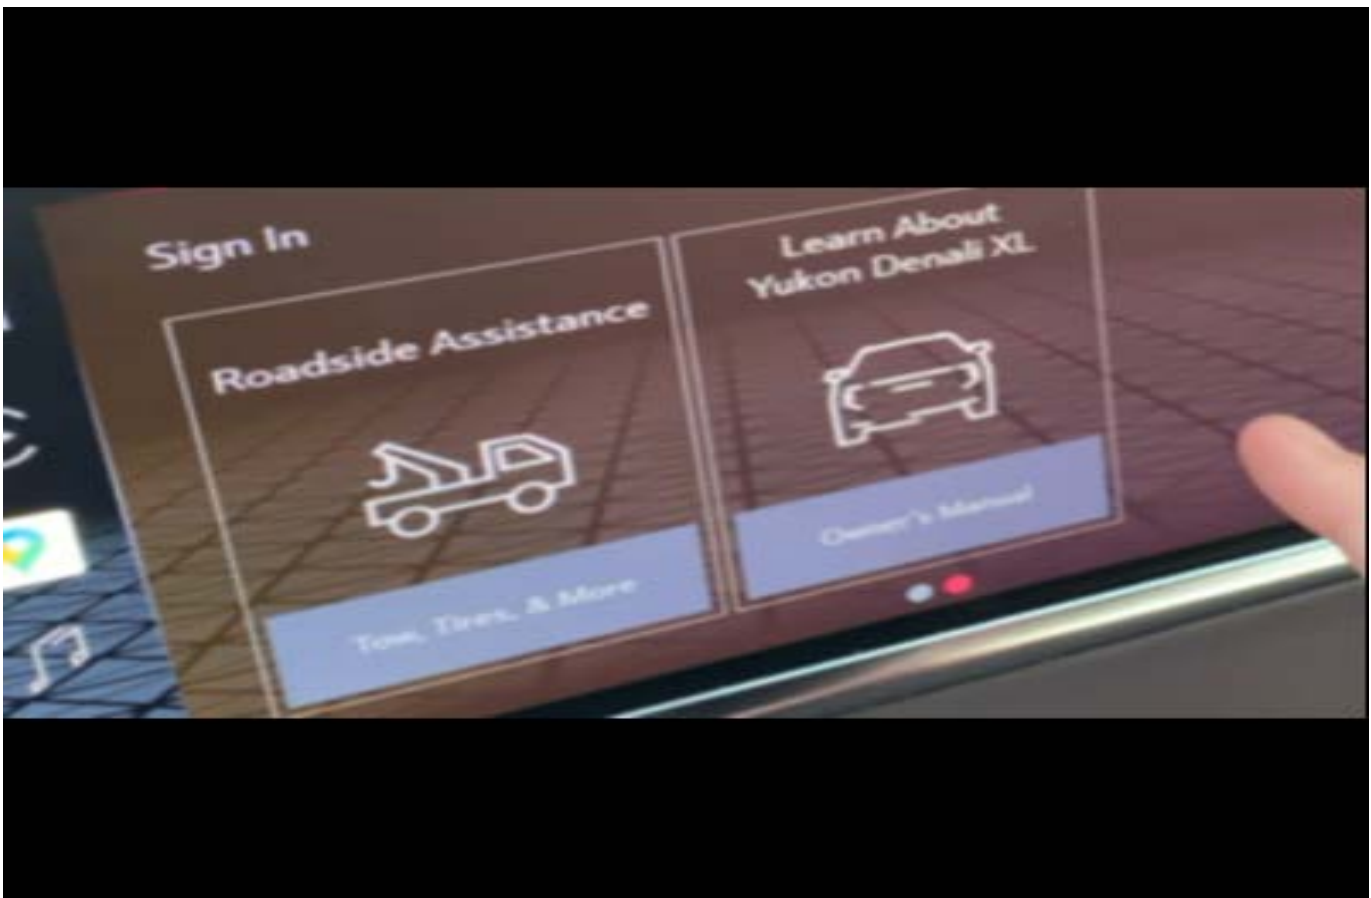 Sign In
Roadside Assistance
Tow, Tires, & More
Learn About
Yukon Denali XL
Owner's Manual